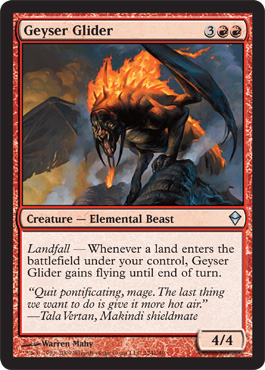 Geyser Glider 3
Creature — Elemental Beast
Landfall — Whenever a land enters the
battlefield under your control, Geyser
Glider gains flying until end of turn.
“Quit pontificating, mage. The last thing
we want to do is give it more hot air.”
—Tala Vertan, Makindi shieldmate
Warren Mahy
4/4